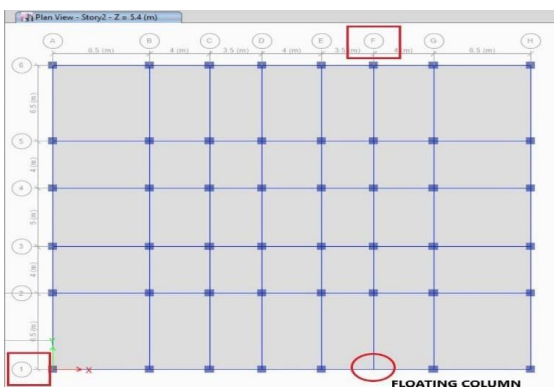 Plan View - Story2 - Z = 5.4 (m)
A B C D E F G H
6.5 (m) 4 (m) 3.5 (m) 4 (m) 3.5 (m) 4 (m) 6.5 (m)
6
6.5 (m)
5
4 (m)
4
5 (m)
3
4 (m)
2
6.5 (m)
Y
1
X
FLOATING COLUMN